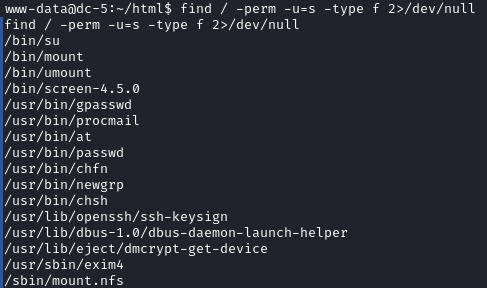 www-data@dc-5:~/html$ find / -perm -u=s -type f 2>/dev/null
find / -perm -u=s -type f 2>/dev/null
/bin/su
/bin/mount
/bin/umount
/bin/screen-4.5.0
/usr/bin/gpasswd
/usr/bin/procmail
/usr/bin/at
/usr/bin/passwd
/usr/bin/chfn
/usr/bin/newgrp
/usr/bin/chsh
/usr/lib/openssh/ssh-keysign
/usr/lib/dbus-1.0/dbus-daemon-launch-helper
/usr/lib/eject/dmcrypt-get-device
/usr/sbin/exim4
/sbin/mount.nfs